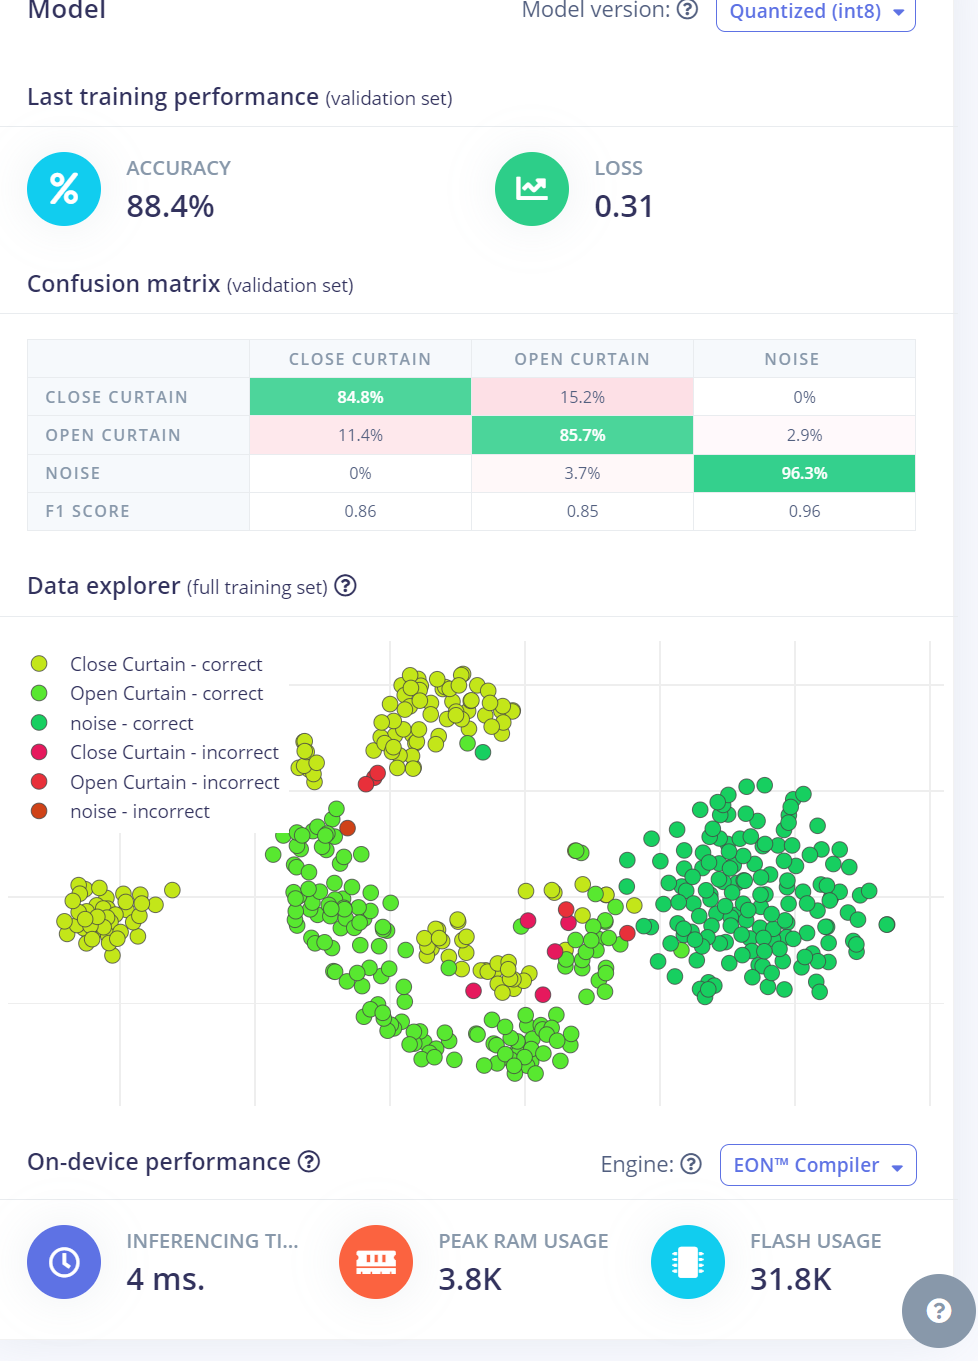 Model
Model version:
Quantized (int8)
Last training performance (validation set)
ACCURACY
88.4%
LOSS
0.31
Confusion matrix (validation set)
CLOSE CURTAIN OPEN CURTAIN NOISE
CLOSE CURTAIN 84.8% 15.2% 0%
OPEN CURTAIN 11.4% 85.7% 2.9%
NOISE 0% 3.7% 96.3%
F1 SCORE 0.86 0.85 0.96
Data explorer (full training set)
Close Curtain - correct
Open Curtain - correct
noise - correct
Close Curtain - incorrect
Open Curtain - incorrect
noise - incorrect
On-device performance
Engine:
EON™ Compiler
INFERENCING TI...
4 ms.
PEAK RAM USAGE
3.8K
FLASH USAGE
31.8K